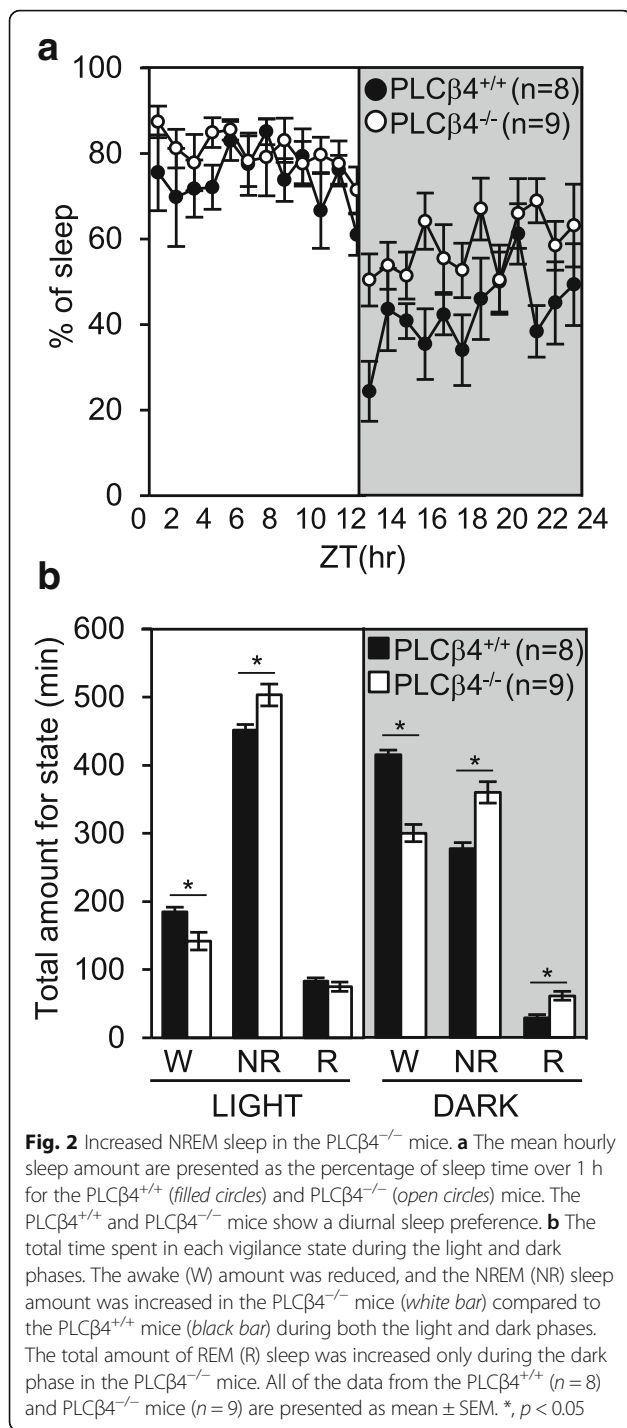 a
100
80
60
40
20
0
% of sleep
PLCβ4+/+ (n=8)
PLCβ4-/- (n=9)
0 2 4 6 8 10 12 14 16 18 20 22 24
ZT(hr)
b
600
500
400
300
200
100
0
Total amount for state (min)
PLCβ4+/+ (n=8)
PLCβ4-/- (n=9)
* * * * *
W NR R W NR R
LIGHT DARK
Fig. 2 Increased NREM sleep in the PLCβ4−/− mice. a The mean hourly
sleep amount are presented as the percentage of sleep time over 1 h
for the PLCβ4+/+ (filled circles) and PLCβ4−/− (open circles) mice. The
PLCβ4+/+ and PLCβ4−/− mice show a diurnal sleep preference. b The
total time spent in each vigilance state during the light and dark
phases. The awake (W) amount was reduced, and the NREM (NR) sleep
amount was increased in the PLCβ4−/− mice (white bar) compared to
the PLCβ4+/+ mice (black bar) during both the light and dark phases.
The total amount of REM (R) sleep was increased only during the dark
phase in the PLCβ4−/− mice. All of the data from the PLCβ4+/+ (n = 8)
and PLCβ4−/− mice (n = 9) are presented as mean ± SEM. *, p < 0.05